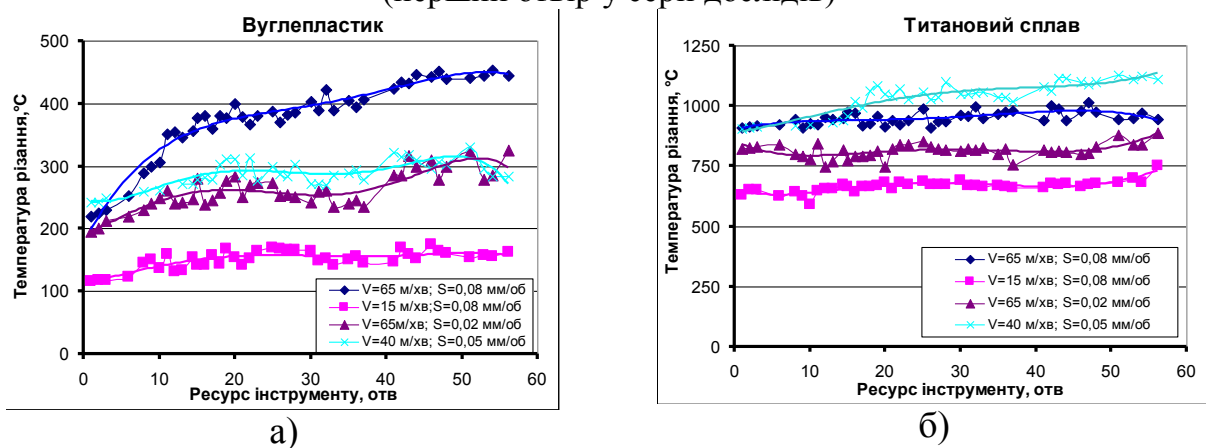 (перший отвір у серії дослідів)
Вуглепластик
Температура різання,°С
500
400
300
200
100
0
0 10 20 30 40 50 60
V=65 м/хв; S=0,08 мм/об
V=15 м/хв;S=0,08 мм/об
V=65м/хв; S=0,02 мм/об
V=40 м/хв; S=0,05 мм/об
Ресурс інструменту, отв
а)
Титановий сплав
Температура різання, °С
1250
1000
750
500
250
0
0 10 20 30 40 50 60
V=65 м/хв; S=0,08 мм/об
V=15 м/хв; S=0,08 мм/об
V=65 м/хв; S=0,02 мм/об
V=40 м/хв; S=0,05 мм/об
Ресурс інструменту, отв
б)